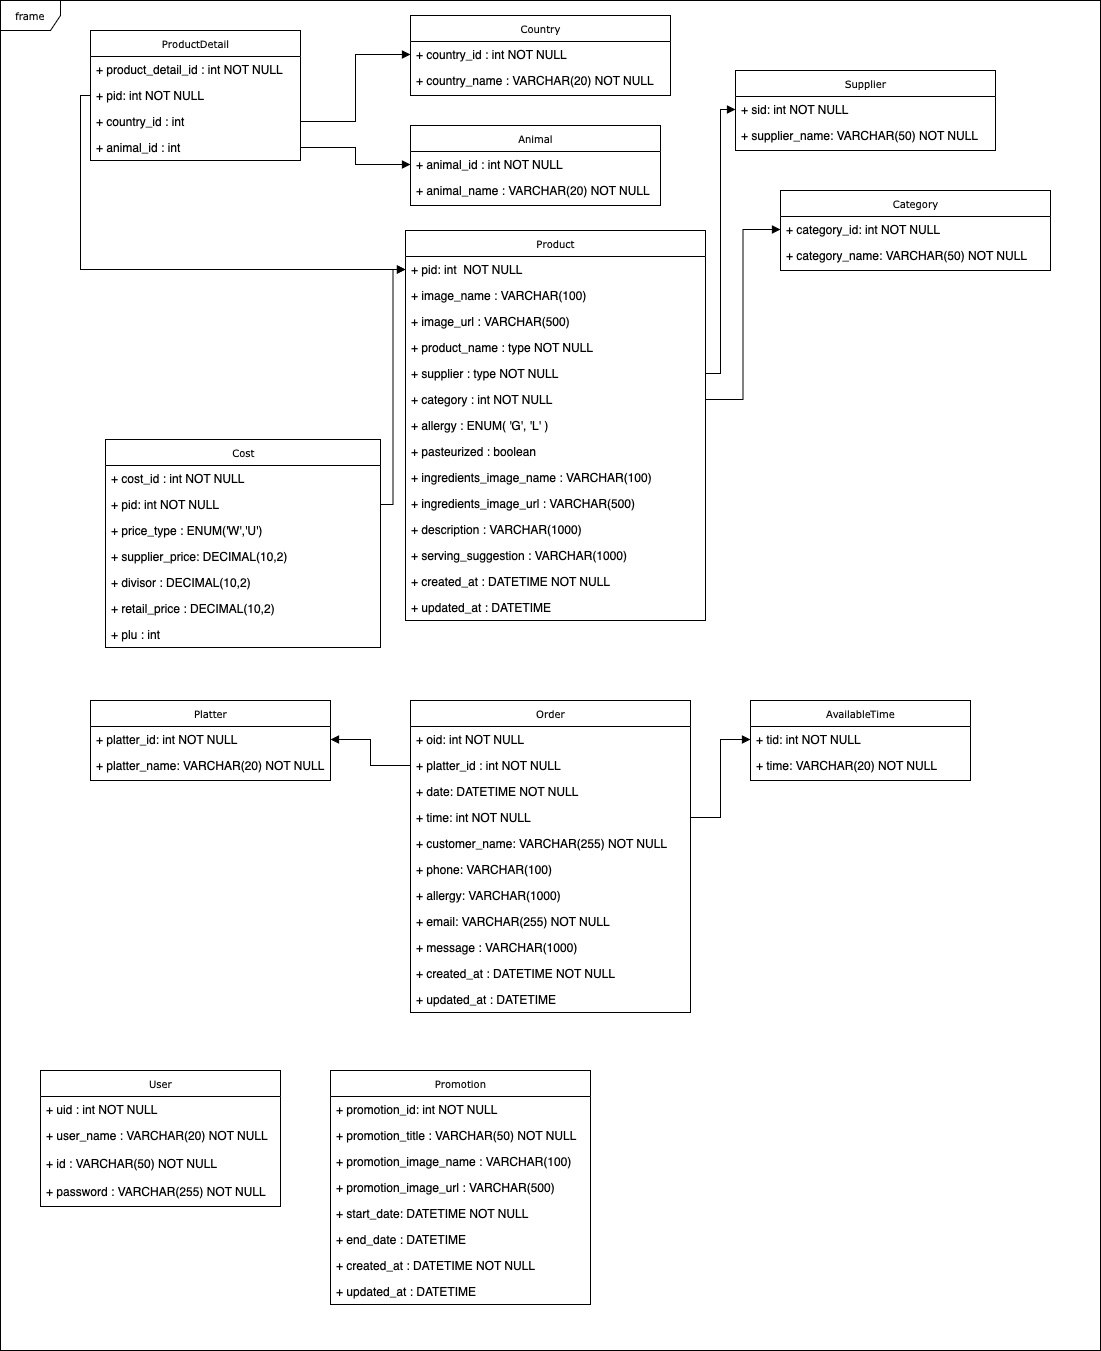 frame
ProductDetail
+ product_detail_id : int NOT NULL
+ pid: int NOT NULL
+ country_id : int
+ animal_id : int
Country
+ country_id : int NOT NULL
+ country_name : VARCHAR(20) NOT NULL
Animal
+ animal_id : int NOT NULL
+ animal_name : VARCHAR(20) NOT NULL
Supplier
+ sid: int NOT NULL
+ supplier_name: VARCHAR(50) NOT NULL
Category
+ category_id: int NOT NULL
+ category_name: VARCHAR(50) NOT NULL
Product
+ pid: int  NOT NULL
+ image_name : VARCHAR(100)
+ image_url : VARCHAR(500)
+ product_name : type NOT NULL
+ supplier : type NOT NULL
+ category : int NOT NULL
+ allergy : ENUM( 'G', 'L' )
+ pasteurized : boolean
+ ingredients_image_name : VARCHAR(100)
+ ingredients_image_url : VARCHAR(500)
+ description : VARCHAR(1000)
+ serving_suggestion : VARCHAR(1000)
+ created_at : DATETIME NOT NULL
+ updated_at : DATETIME
Cost
+ cost_id : int NOT NULL
+ pid: int NOT NULL
+ price_type : ENUM('W','U')
+ supplier_price: DECIMAL(10,2)
+ divisor : DECIMAL(10,2)
+ retail_price : DECIMAL(10,2)
+ plu : int
Platter
+ platter_id: int NOT NULL
+ platter_name: VARCHAR(20) NOT NULL
Order
+ oid: int NOT NULL
+ platter_id : int NOT NULL
+ date: DATETIME NOT NULL
+ time: int NOT NULL
+ customer_name: VARCHAR(255) NOT NULL
+ phone: VARCHAR(100)
+ allergy: VARCHAR(1000)
+ email: VARCHAR(255) NOT NULL
+ message : VARCHAR(1000)
+ created_at : DATETIME NOT NULL
+ updated_at : DATETIME
AvailableTime
+ tid: int NOT NULL
+ time: VARCHAR(20) NOT NULL
User
+ uid : int NOT NULL
+ user_name : VARCHAR(20) NOT NULL
+ id : VARCHAR(50) NOT NULL
+ password : VARCHAR(255) NOT NULL
Promotion
+ promotion_id: int NOT NULL
+ promotion_title : VARCHAR(50) NOT NULL
+ promotion_image_name : VARCHAR(100)
+ promotion_image_url : VARCHAR(500)
+ start_date: DATETIME NOT NULL
+ end_date : DATETIME
+ created_at : DATETIME NOT NULL
+ updated_at : DATETIME